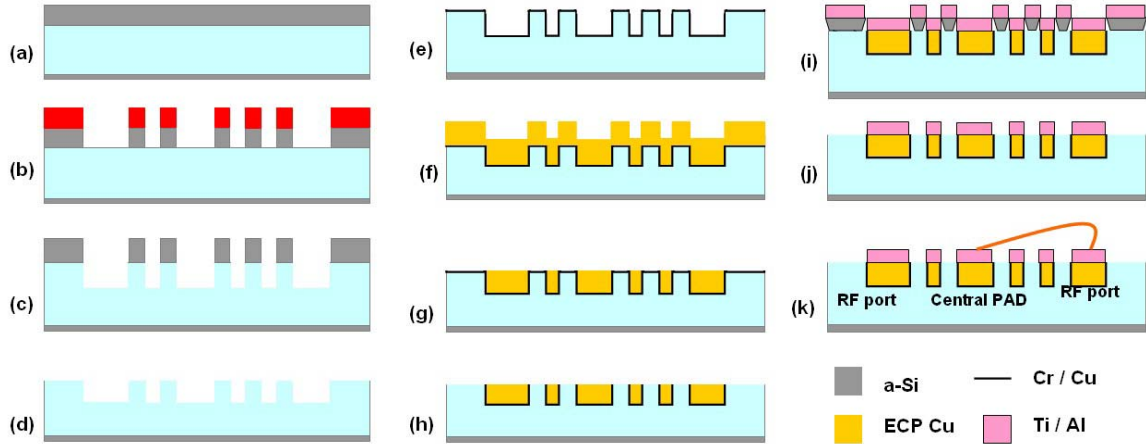 (a)
(b)
(c)
(d)
(e)
(f)
(g)
(h)
(i)
(j)
(k)
RF port
Central PAD
RF port
a-Si
Cr / Cu
ECP Cu
Ti / Al